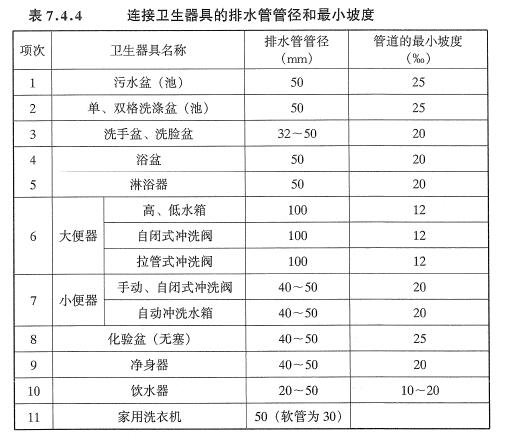 表 7.4.4 连接卫生器具的排水管管径和最小坡度
项次 卫生器具名称 排水管管径 管道的最小坡度
(mm) (‰)
1 污水盆（池） 50 25
2 单、双格洗涤盆（池） 50 25
3 洗手盆、洗脸盆 32～50 20
4 浴盆 50 20
5 淋浴器 50 20
6 大便器 高、低水箱 100 12
自闭式冲洗阀 100 12
拉管式冲洗阀 100 12
7 小便器 手动、自闭式冲洗阀 40～50 20
自动冲洗水箱 40～50 20
8 化验盆（无塞） 40～50 25
9 净身器 40～50 20
10 饮水器 20～50 10～20
11 家用洗衣机 50（软管为 30）